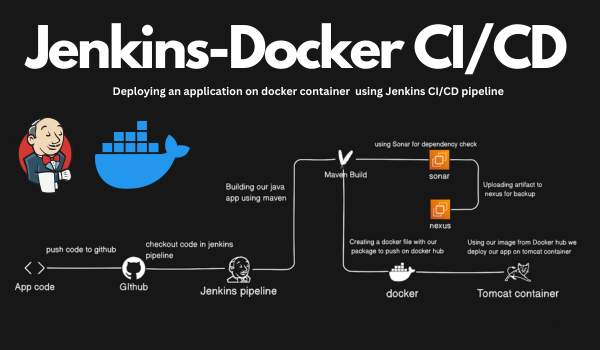 Jenkins-Docker CI/CD
Deploying an application on docker container using Jenkins CI/CD pipeline
using Sonar for dependency check
Maven Build
sonar
Building our java
app using maven
Uploading artifact to
nexus for backup
nexus
push code to github
checkout code in jenkins
pipeline
Creating a docker file with our
package to push on docker hub
Using our image from Docker hub we
deploy our app on tomcat container
App code
GIthub
Jenkins pipeline
docker
Tomcat container